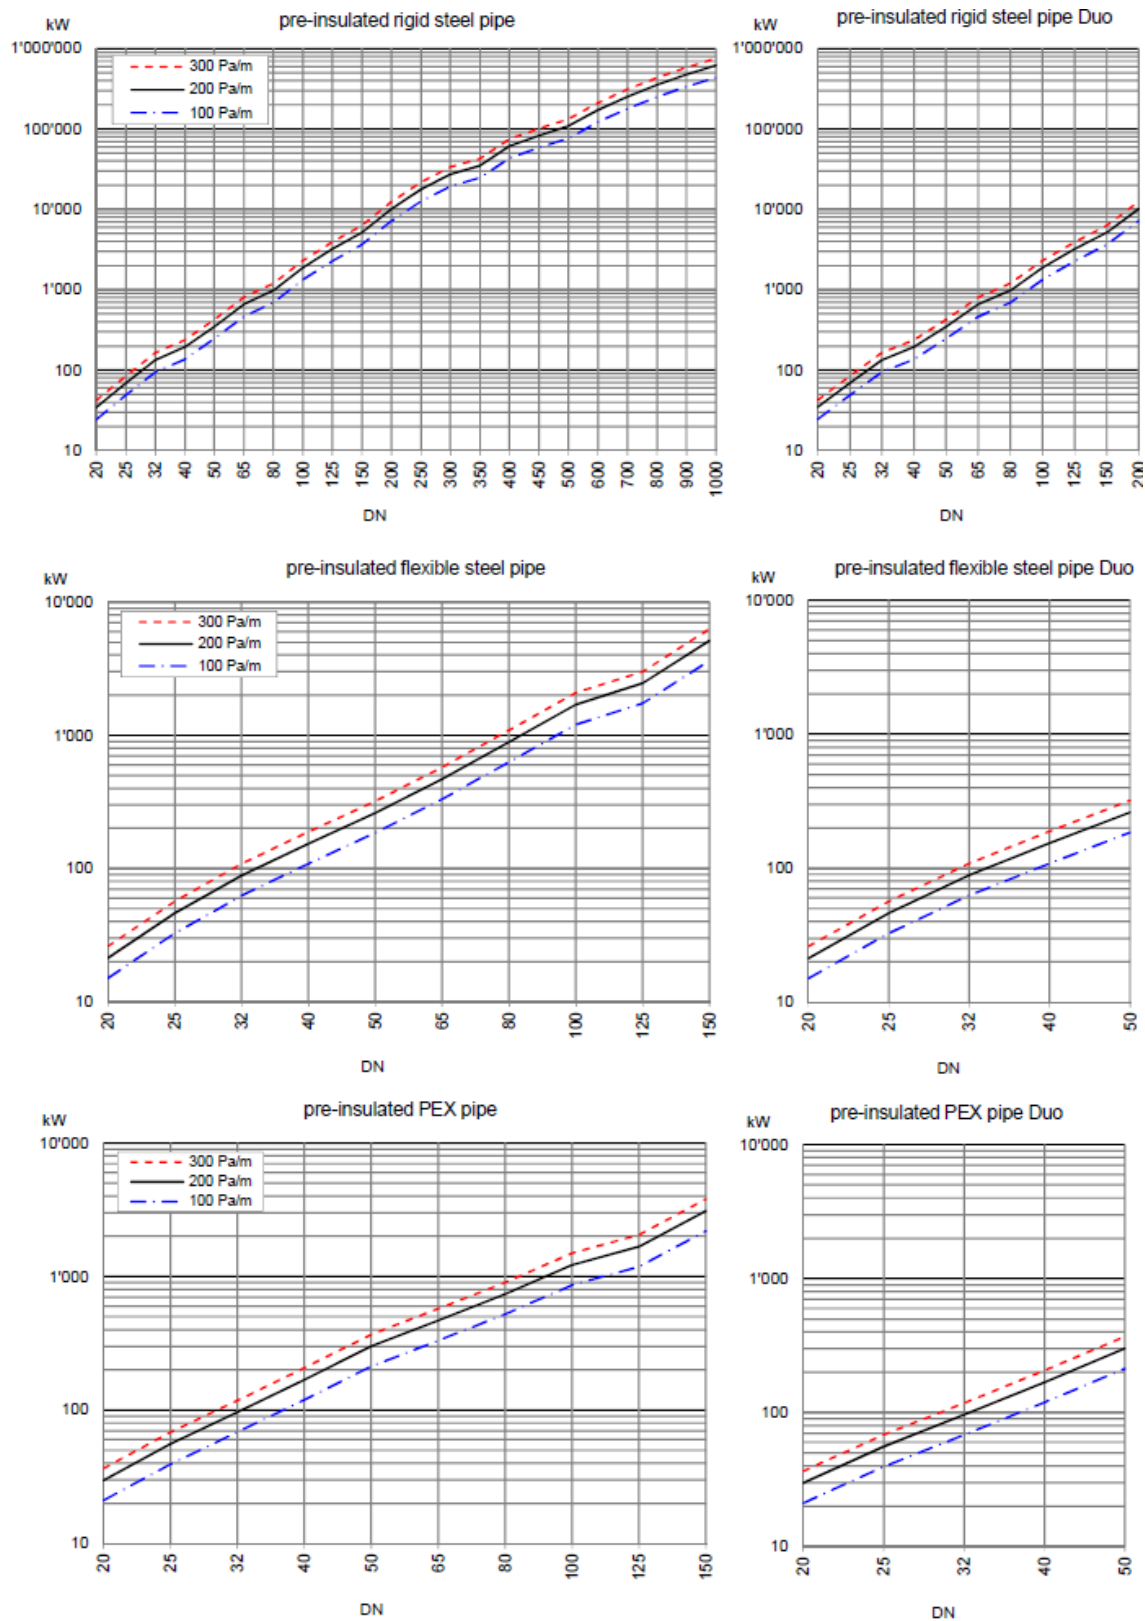 kW
pre-insulated rigid steel pipe
1'000'000
300 Pa/m
200 Pa/m
100 Pa/m
100'000
10'000
1'000
100
10
20 25 32 40 50 65 80 100 125 150 200 250 300 350 400 450 500 600 700 800 900 1000
DN
kW
pre-insulated rigid steel pipe Duo
1'000'000
100'000
10'000
1'000
100
10
20 25 32 40 50 65 80 100 125 150 200
DN
kW
pre-insulated flexible steel pipe
10'000
300 Pa/m
200 Pa/m
100 Pa/m
1'000
100
10
20 25 32 40 50 65 80 100 125 150
DN
kW
pre-insulated flexible steel pipe Duo
10'000
1'000
100
10
20 25 32 40 50
DN
kW
pre-insulated PEX pipe
10'000
300 Pa/m
200 Pa/m
100 Pa/m
1'000
100
10
20 25 32 40 50 65 80 100 125 150
DN
kW
pre-insulated PEX pipe Duo
10'000
1'000
100
10
20 25 32 40 50
DN